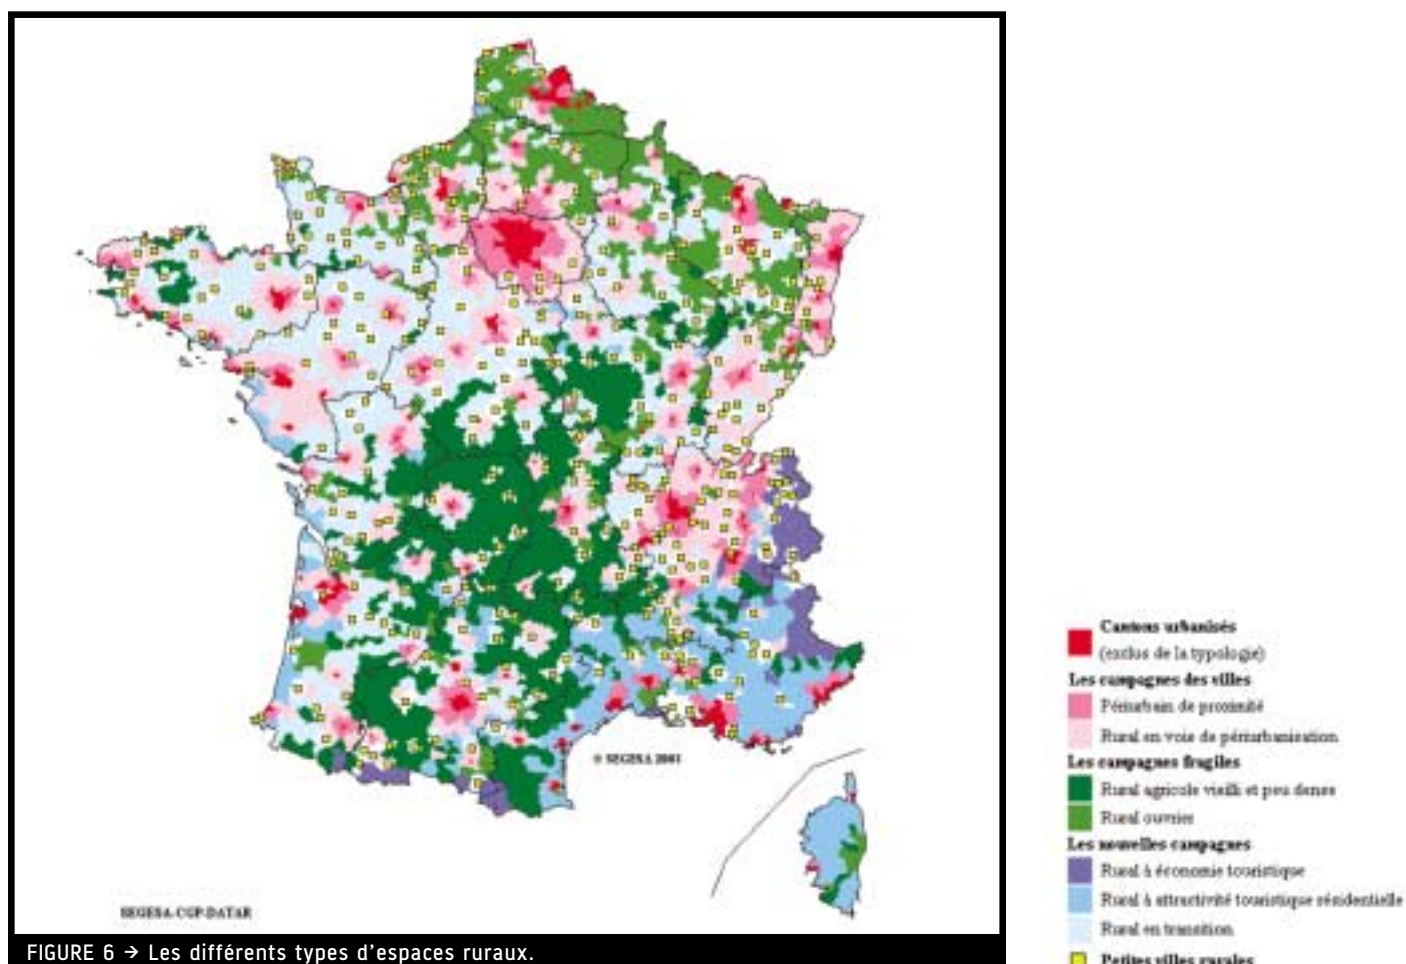 © SEGESA 2003
SEGESA-CGP-DATAR
FIGURE 6 → Les différents types d'espaces ruraux.
Cantons urbanisés
(exclus de la typologie)
Les campagnes des villes
Périurbain de proximité
Rural en voie de périurbanisation
Les campagnes fragiles
Rural agricole vieilli et peu dense
Rural ouvrier
Les nouvelles campagnes
Rural à économie touristique
Rural à attractivité touristique résidentielle
Rural en transition
Petites villes rurales